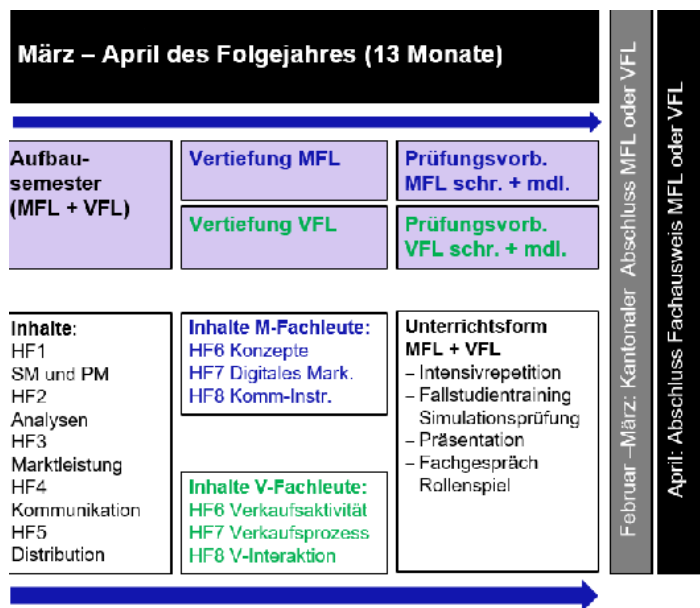 März – April des Folgejahres (13 Monate)
Aufbau-
semester
(MFL + VFL)
Vertiefung MFL
Vertiefung VFL
Prüfungsvorb.
MFL schr. + mdl.
Prüfungsvorb.
VFL schr. + mdl.
Inhalte:
HF1
SM und PM
HF2
Analysen
HF3
Marktleistung
HF4
Kommunikation
HF5
Distribution
Inhalte M-Fachleute:
HF6 Konzepte
HF7 Digitales Mark.
HF8 Komm-Instr.
Inhalte V-Fachleute:
HF6 Verkaufsaktivität
HF7 Verkaufsprozess
HF8 V-Interaktion
Unterrichtsform
MFL + VFL
– Intensivrepetition
– Fallstudientraining
Simulationsprüfung
– Präsentation
– Fachgespräch
Rollenspiel
Februar –März: Kantonaler Abschluss MFL oder VFL
April: Abschluss Fachausweis MFL oder VFL